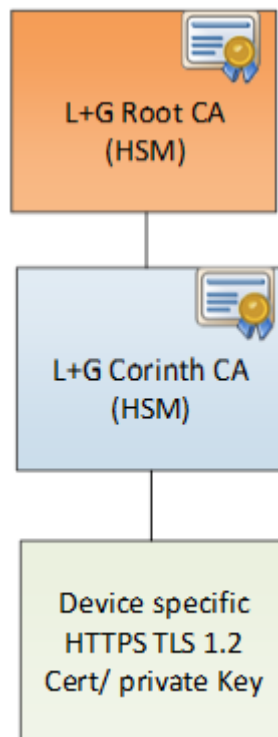 L+G Root CA
(HSM)
L+G Corinth CA
(HSM)
Device specific
HTTPS TLS 1.2
Cert/ private Key